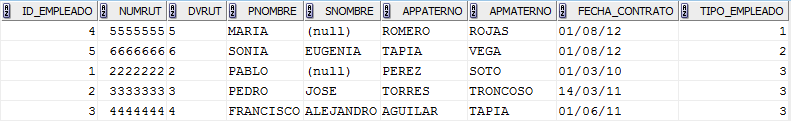 ID_EMPLEADO NUMRUT DVRUT PNOMBRE SNOMBRE APPATERNO APMATERNO FECHA_CONTRATO TIPO_EMPLEADO
4 5555555 5 MARIA (null) ROMERO ROJAS 01/08/12 1
5 6666666 6 SONIA EUGENIA TAPIA VEGA 01/08/12 2
1 2222222 2 PABLO (null) PEREZ SOTO 01/03/10 3
2 3333333 3 PEDRO JOSE TORRES TRONCOSO 14/03/11 3
3 4444444 4 FRANCISCO ALEJANDRO AGUILAR TAPIA 01/06/11 3